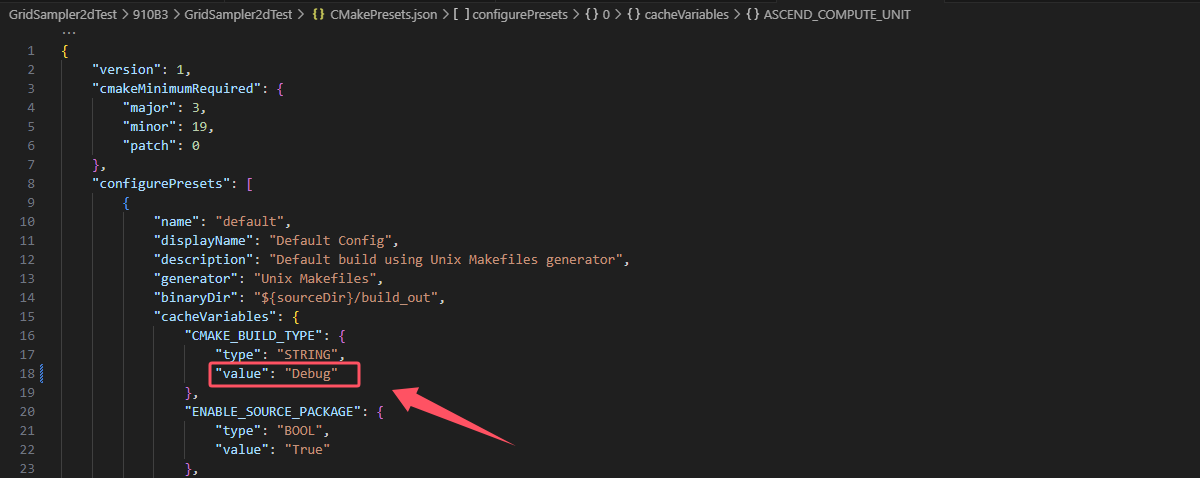 GridSampler2dTest > 910B3 > GridSampler2dTest > {} CMakePresets.json > [ ] configurePresets > {} 0 > {} cacheVariables > {} ASCEND_COMPUTE_UNIT
...
1 {
2 "version": 1,
3 "cmakeMinimumRequired": {
4 "major": 3,
5 "minor": 19,
6 "patch": 0
7 },
8 "configurePresets": [
9 {
10 "name": "default",
11 "displayName": "Default Config",
12 "description": "Default build using Unix Makefiles generator",
13 "generator": "Unix Makefiles",
14 "binaryDir": "${sourceDir}/build_out",
15 "cacheVariables": {
16 "CMAKE_BUILD_TYPE": {
17 "type": "STRING",
18 "value": "Debug"
19 },
20 "ENABLE_SOURCE_PACKAGE": {
21 "type": "BOOL",
22 "value": "True"
23 },